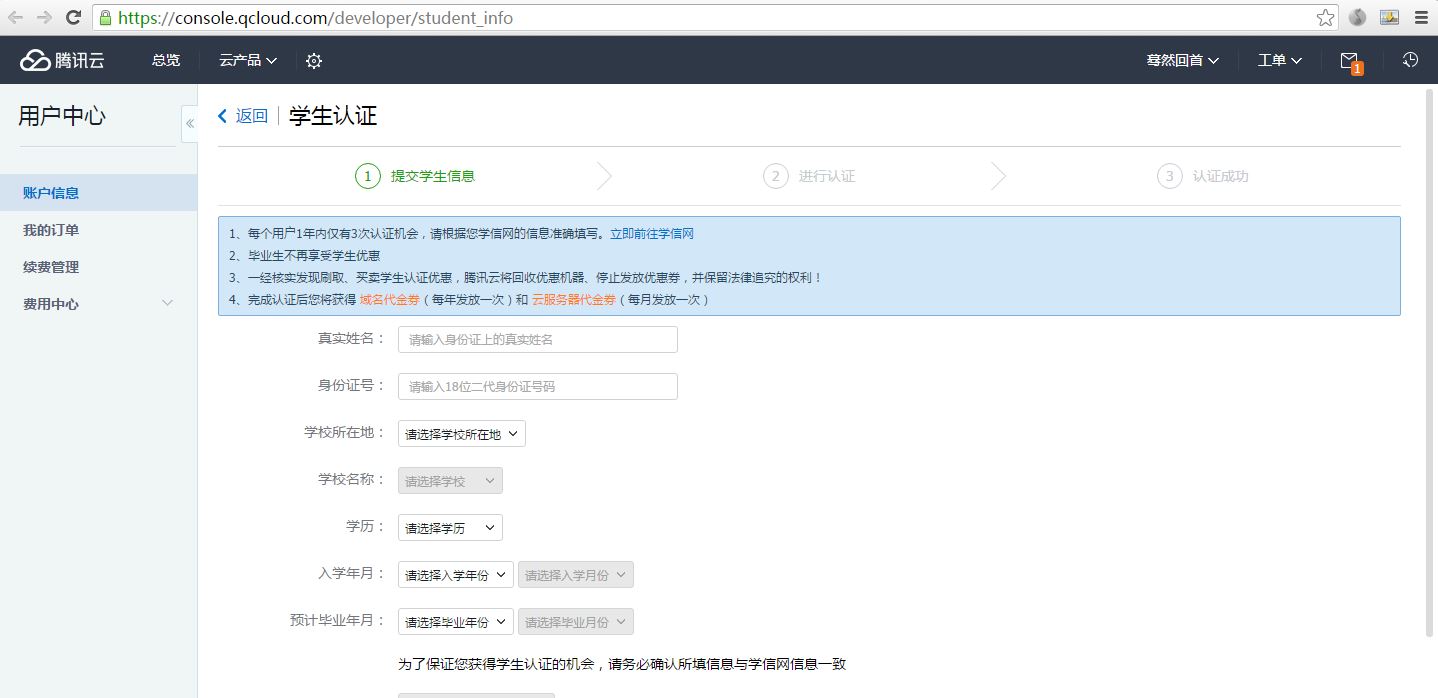 https://console.qcloud.com/developer/student_info
腾讯云 总览 云产品 蓦然回首 工单 1
用户中心
« 返回 学生认证
1 提交学生信息 2 进行认证 3 认证成功
账户信息
我的订单
续费管理
费用中心
1、每个用户1年内仅有3次认证机会，请根据您学信网的信息准确填写。立即前往学信网
2、毕业生不再享受学生优惠
3、一经核实发现刷取、买卖学生认证优惠，腾讯云将回收优惠机器、停止发放优惠券，并保留法律追究的权利！
4、完成认证后您将获得 域名代金券（每年发放一次）和 云服务器代金券（每月发放一次）
真实姓名： 请输入身份证上的真实姓名
身份证号： 请输入18位二代身份证号码
学校所在地： 请选择学校所在地
学校名称： 请选择学校
学历： 请选择学历
入学年月： 请选择入学年份 请选择入学月份
预计毕业年月： 请选择毕业年份 请选择毕业月份
为了保证您获得学生认证的机会，请务必确认所填信息与学信网信息一致